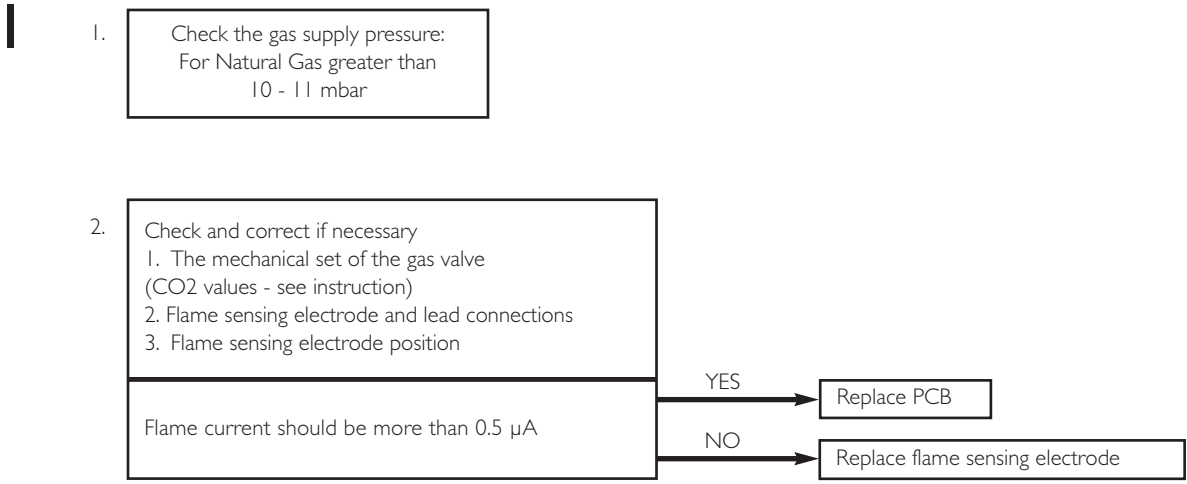 1.
Check the gas supply pressure:
For Natural Gas greater than
10 - 11 mbar
2.
Check and correct if necessary
1. The mechanical set of the gas valve
(CO2 values - see instruction)
2. Flame sensing electrode and lead connections
3. Flame sensing electrode position
YES
Replace PCB
Flame current should be more than 0.5 µA
NO
Replace flame sensing electrode